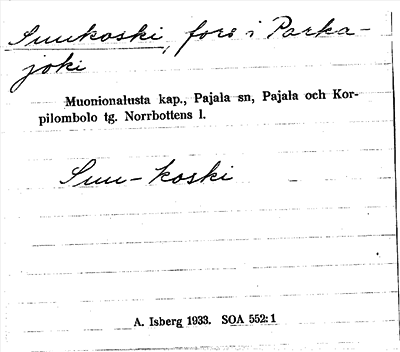 Suukoski, fors i Parka-
joki
Muonionalusta kap., Pajala sn, Pajala och Kor-
pilombolo tg. Norrbottens l.
Suu-koski
A. Isberg 1933. SOA 552:1